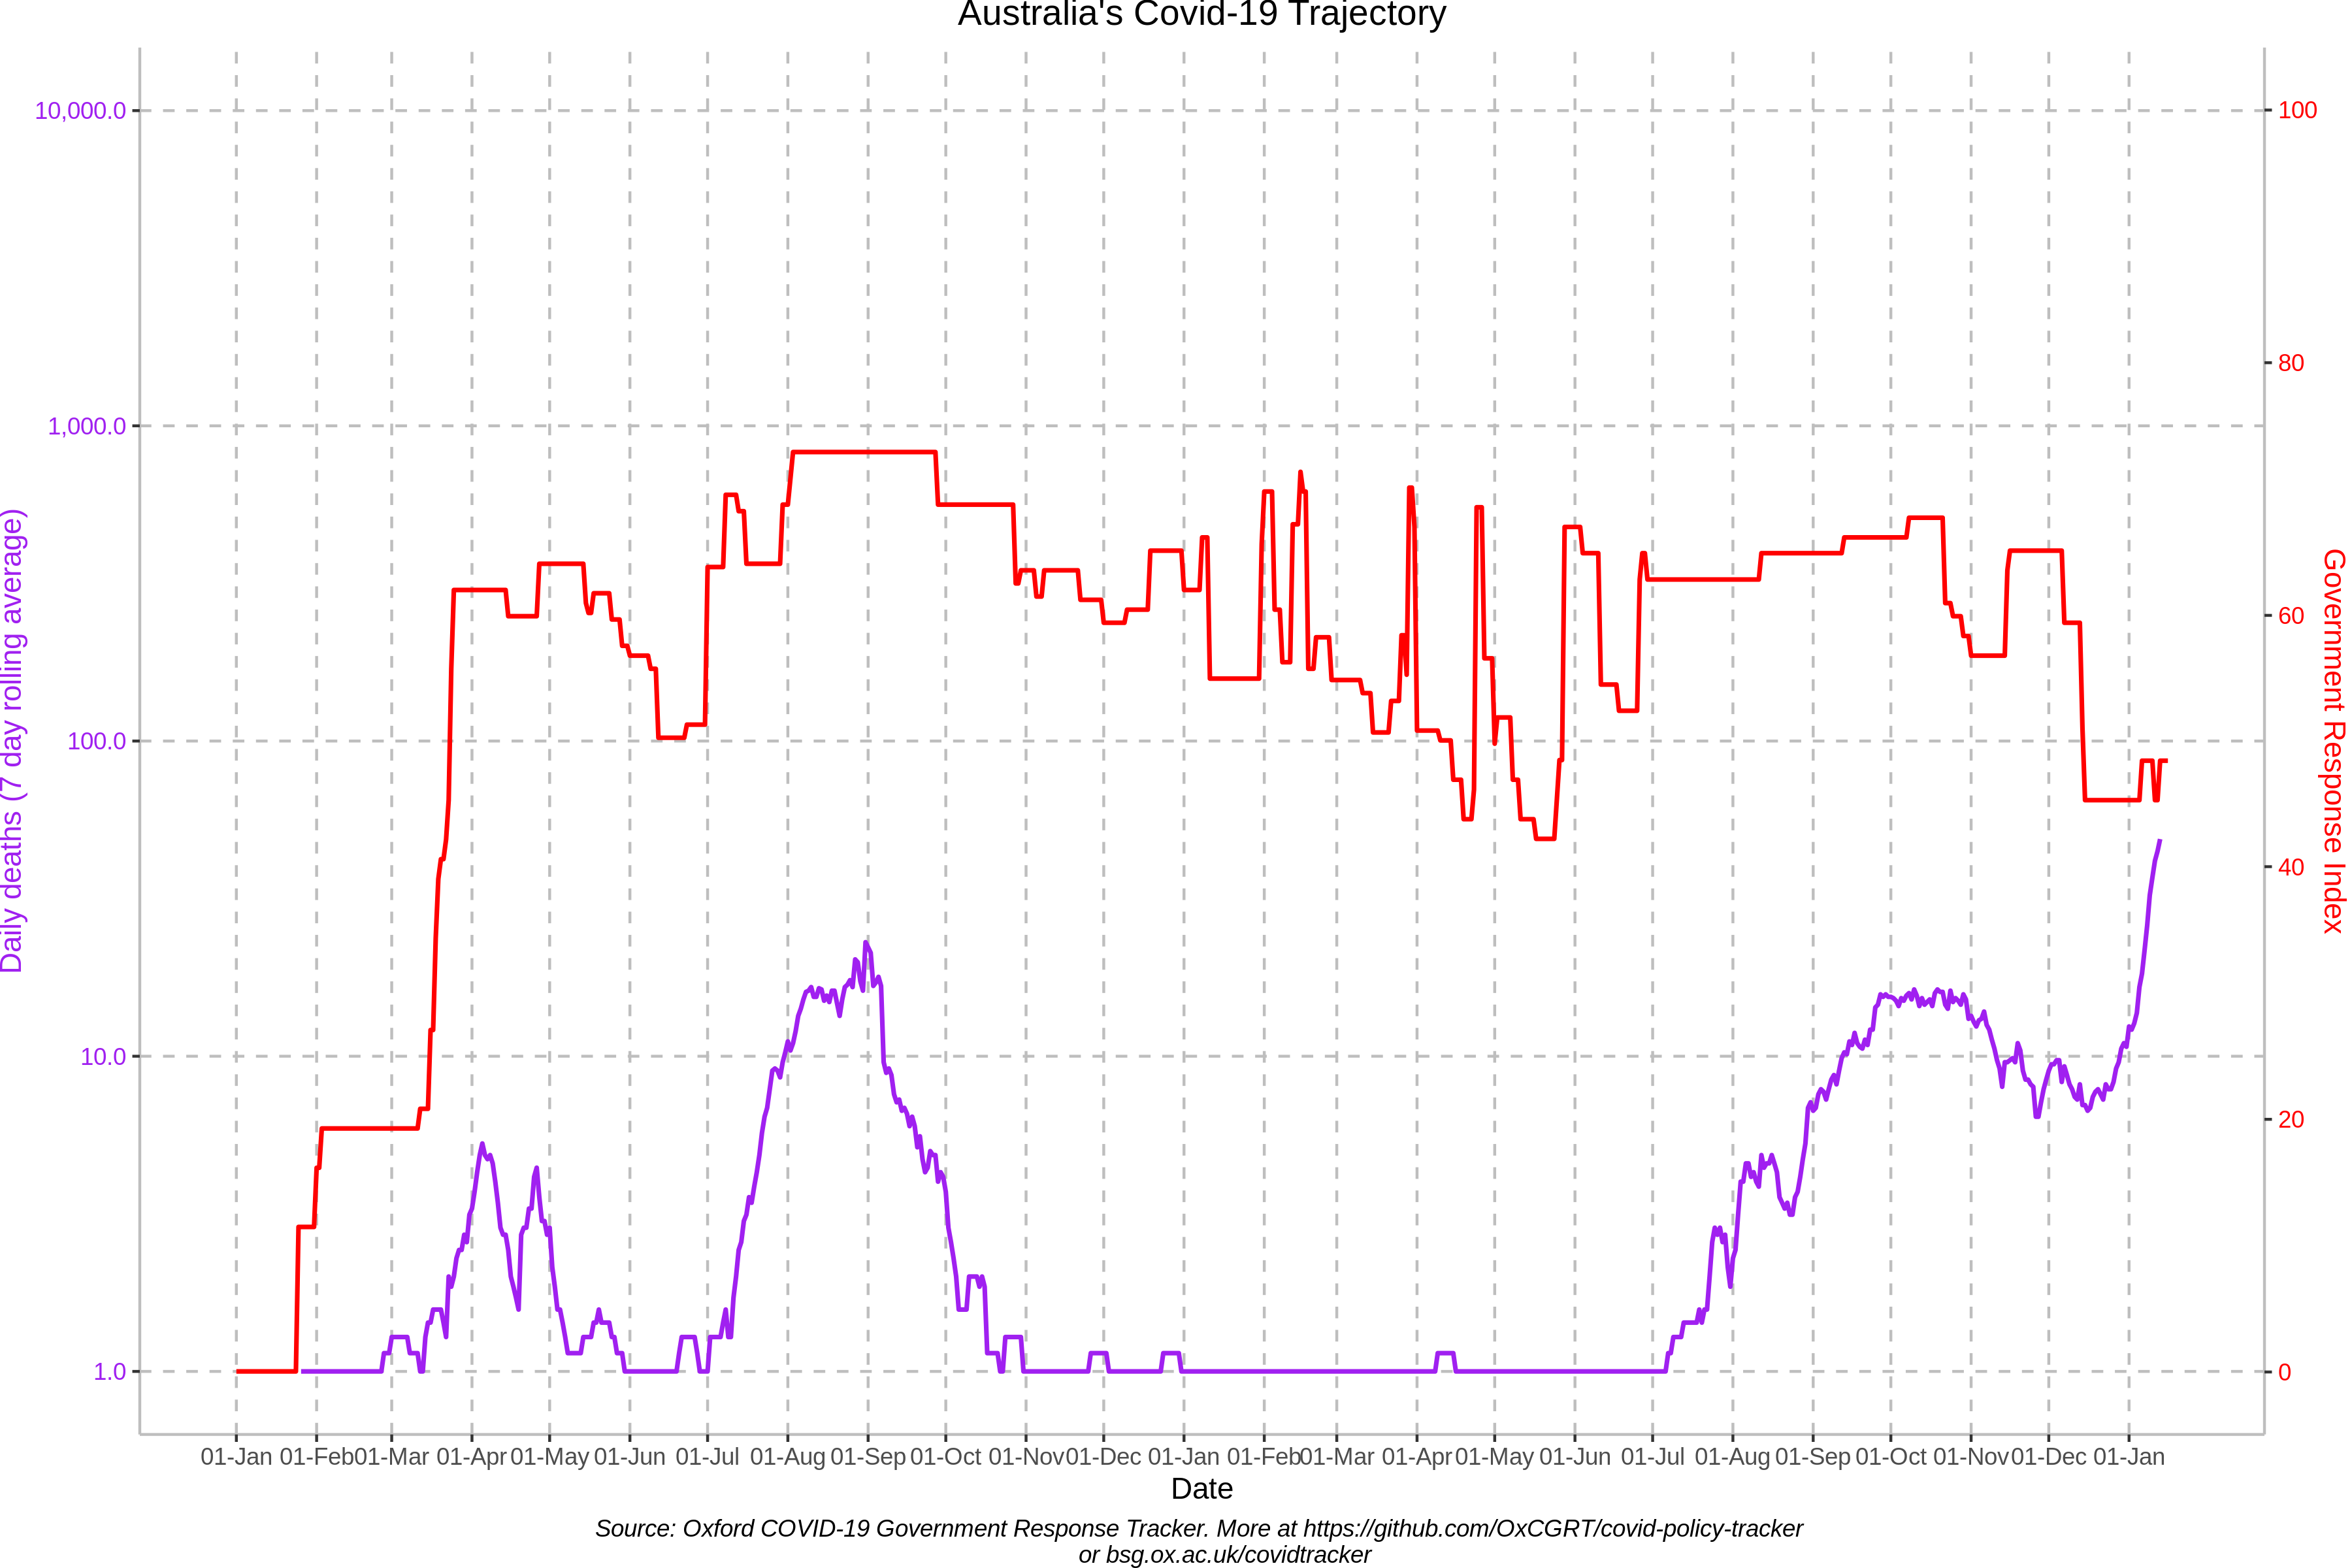 Australia's Covid-19 Trajectory
10,000.0
1,000.0
100.0
10.0
1.0
Daily deaths (7 day rolling average)
100
80
60
40
20
0
Government Response Index
01-Jan 01-Feb 01-Mar 01-Apr 01-May 01-Jun 01-Jul 01-Aug 01-Sep 01-Oct 01-Nov 01-Dec 01-Jan 01-Feb 01-Mar 01-Apr 01-May 01-Jun 01-Jul 01-Aug 01-Sep 01-Oct 01-Nov 01-Dec 01-Jan
Date
Source: Oxford COVID-19 Government Response Tracker. More at https://github.com/OxCGRT/covid-policy-tracker
or bsg.ox.ac.uk/covidtracker